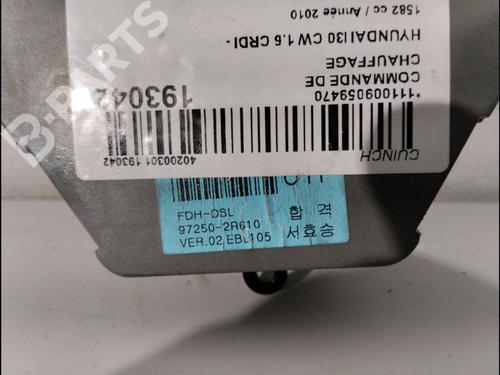 CUINCH
*111009059470
COMMANDE DE
CHAUFFAGE
HYUNDAI I30 CW 1.6 CRDI -
1582 cc / Année 2010
40200301193042
193042
B-PARTS
FDH-DSL 합 격
97250-2R610
VER.02 EBL105 서효승